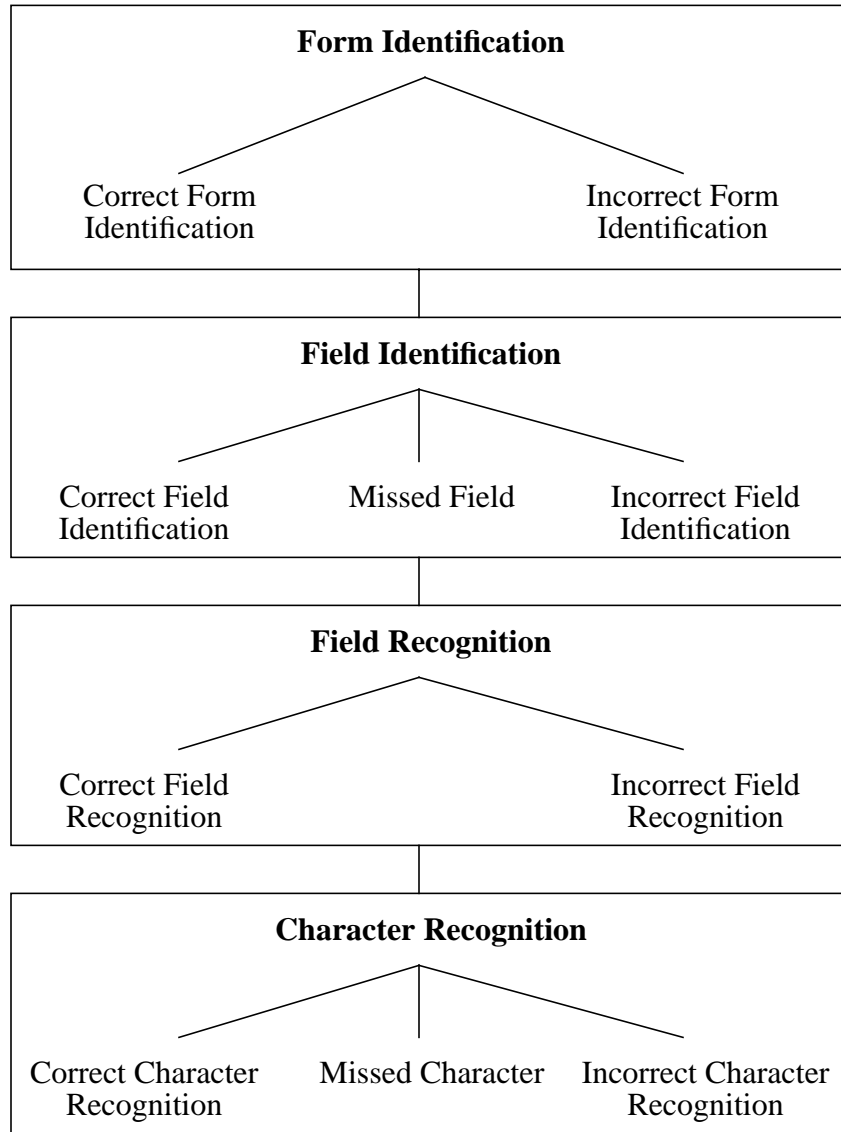 Form Identification
Correct Form
Identification
Incorrect Form
Identification
Field Identification
Correct Field
Identification
Missed Field
Incorrect Field
Identification
Field Recognition
Correct Field
Recognition
Incorrect Field
Recognition
Character Recognition
Correct Character
Recognition
Missed Character
Incorrect Character
Recognition